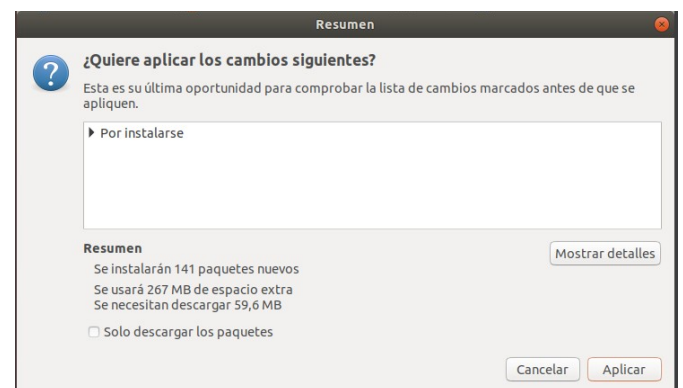 Resumen
¿Quiere aplicar los cambios siguientes?
Esta es su última oportunidad para comprobar la lista de cambios marcados antes de que se
apliquen.
Por instalarse
Resumen
Mostrar detalles
Se instalarán 141 paquetes nuevos
Se usará 267 MB de espacio extra
Se necesitan descargar 59,6 MB
Solo descargar los paquetes
Cancelar Aplicar